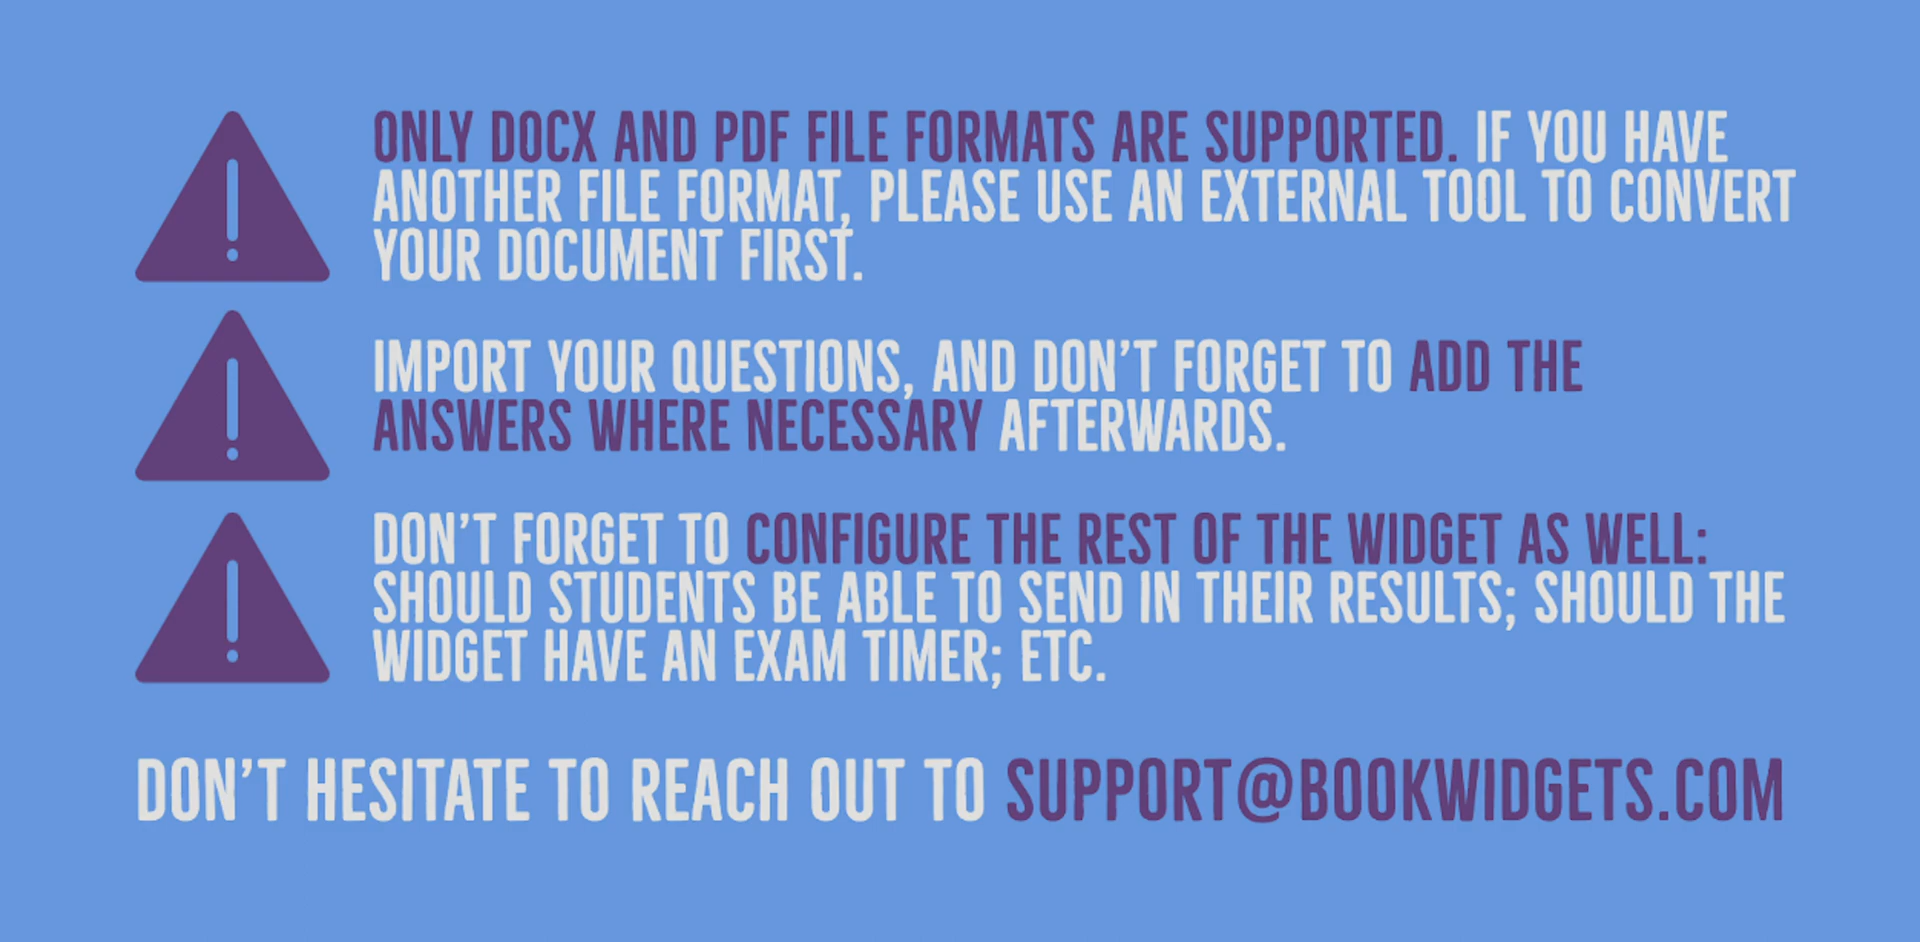 ONLY DOCX AND PDF FILE FORMATS ARE SUPPORTED. IF YOU HAVE
ANOTHER FILE FORMAT, PLEASE USE AN EXTERNAL TOOL TO CONVERT
YOUR DOCUMENT FIRST.
IMPORT YOUR QUESTIONS, AND DON'T FORGET TO ADD THE
ANSWERS WHERE NECESSARY AFTERWARDS.
DON'T FORGET TO CONFIGURE THE REST OF THE WIDGET AS WELL:
SHOULD STUDENTS BE ABLE TO SEND IN THEIR RESULTS; SHOULD THE
WIDGET HAVE AN EXAM TIMER; ETC.
DON'T HESITATE TO REACH OUT TO SUPPORT@BOOKWIDGETS.COM